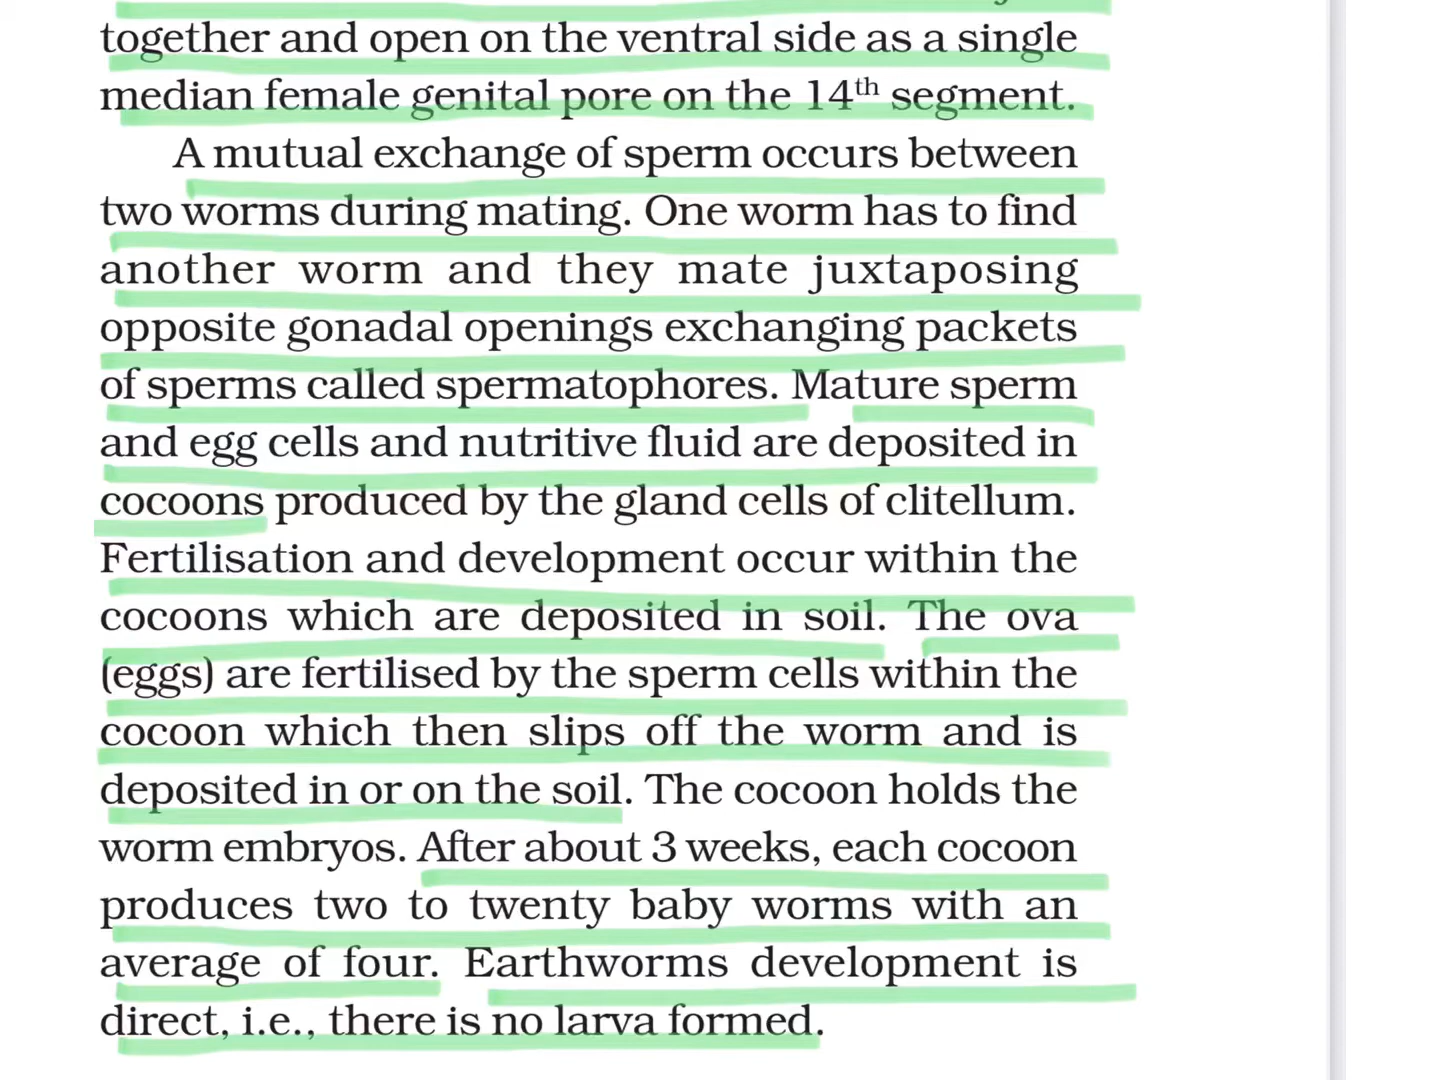 together and open on the ventral side as a single
median female genital pore on the 14th segment.
A mutual exchange of sperm occurs between
two worms during mating. One worm has to find
another worm and they mate juxtaposing
opposite gonadal openings exchanging packets
of sperms called spermatophores. Mature sperm
and egg cells and nutritive fluid are deposited in
cocoons produced by the gland cells of clitellum.
Fertilisation and development occur within the
cocoons which are deposited in soil. The ova
(eggs) are fertilised by the sperm cells within the
cocoon which then slips off the worm and is
deposited in or on the soil. The cocoon holds the
worm embryos. After about 3 weeks, each cocoon
produces two to twenty baby worms with an
average of four. Earthworms development is
direct, i.e., there is no larva formed.